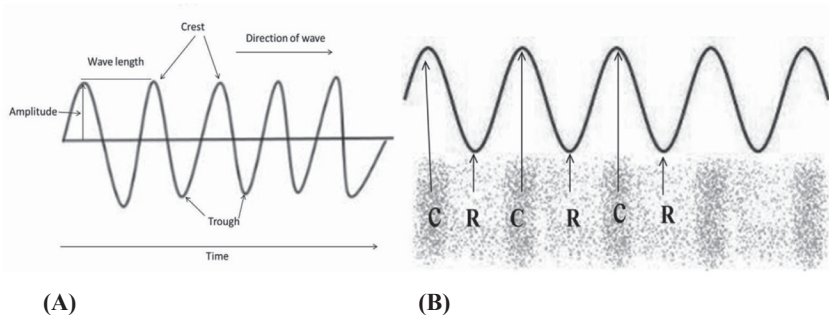 Crest
Direction of wave
Wave length
Amplitude
Trough
Time
C R C R C R
(A) (B)